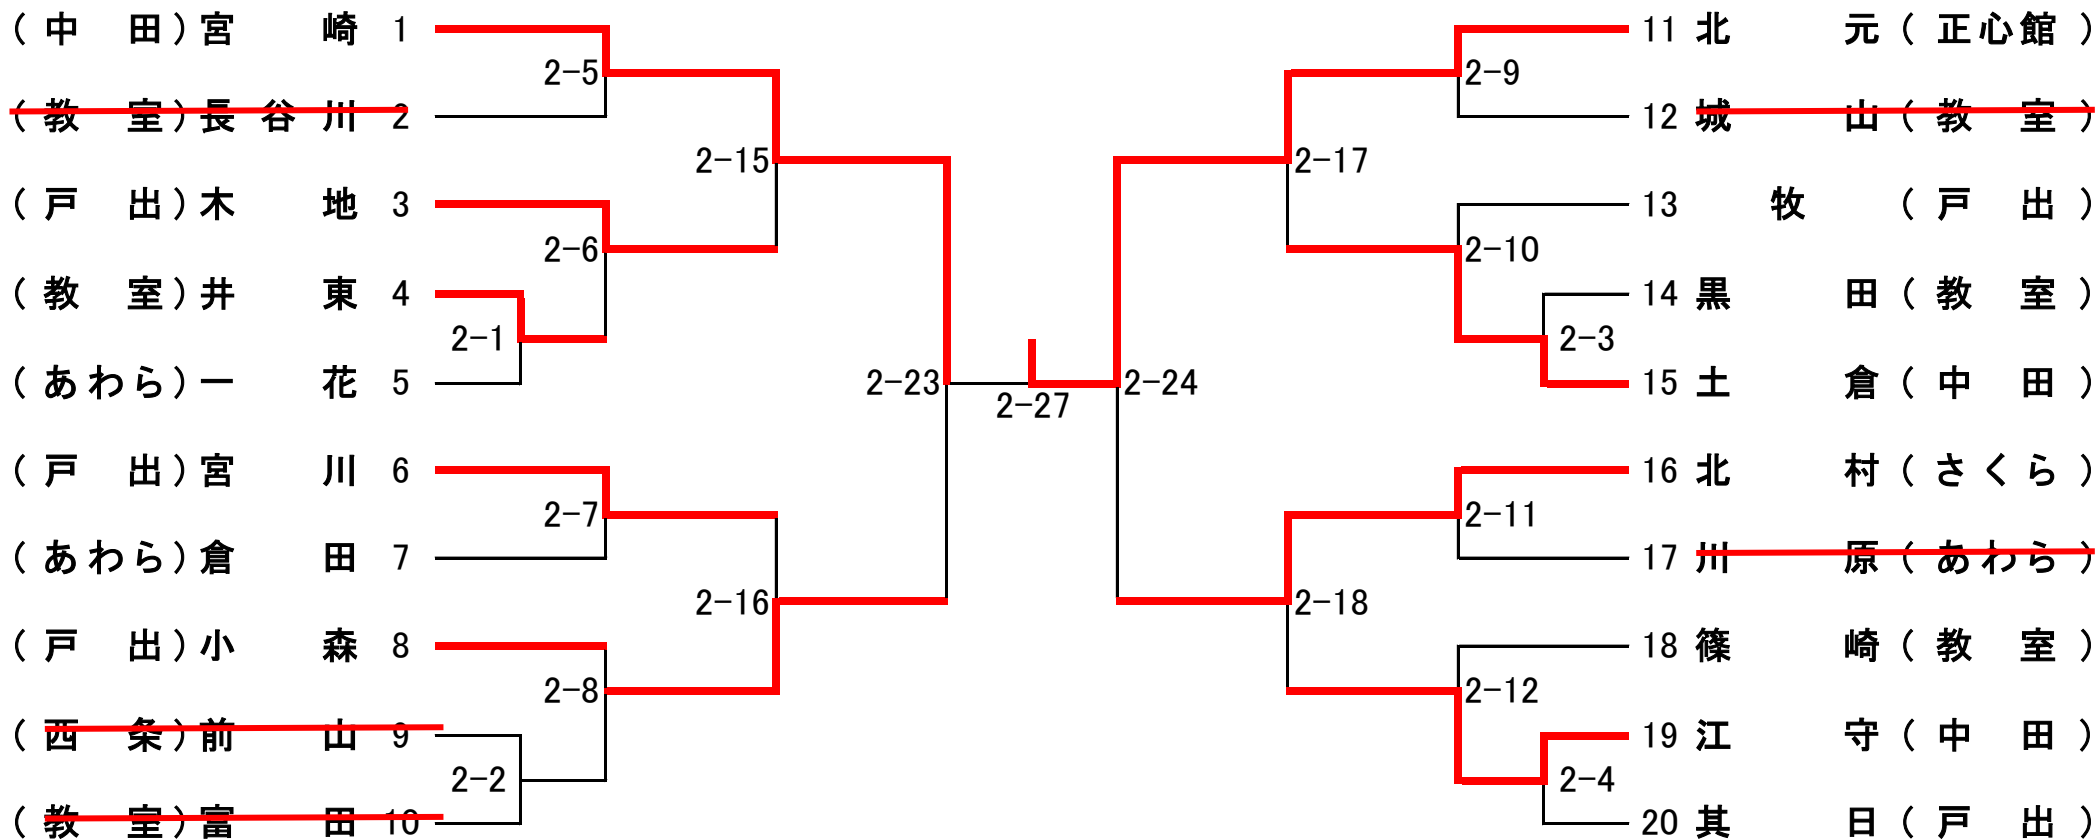 (中田)宮崎 1
2-5
(教室)長谷川 2
2-15
(戸出)木地 3
2-6
(教室)井東 4
2-1
(あわら)一花 5
2-23
(戸出)宮川 6
2-7
(あわら)倉田 7
2-16
(戸出)小森 8
2-8
(西条)前山 9
2-2
(教室)富田 10
2-27
11 北元(正心館)
2-9
12 城山(教室)
2-17
13 牧(戸出)
2-10
14 黒田(教室)
2-3
15 土倉(中田)
2-24
16 北村(さくら)
2-11
17 川原(あわら)
2-18
18 篠崎(教室)
2-12
19 江守(中田)
2-4
20 其日(戸出)